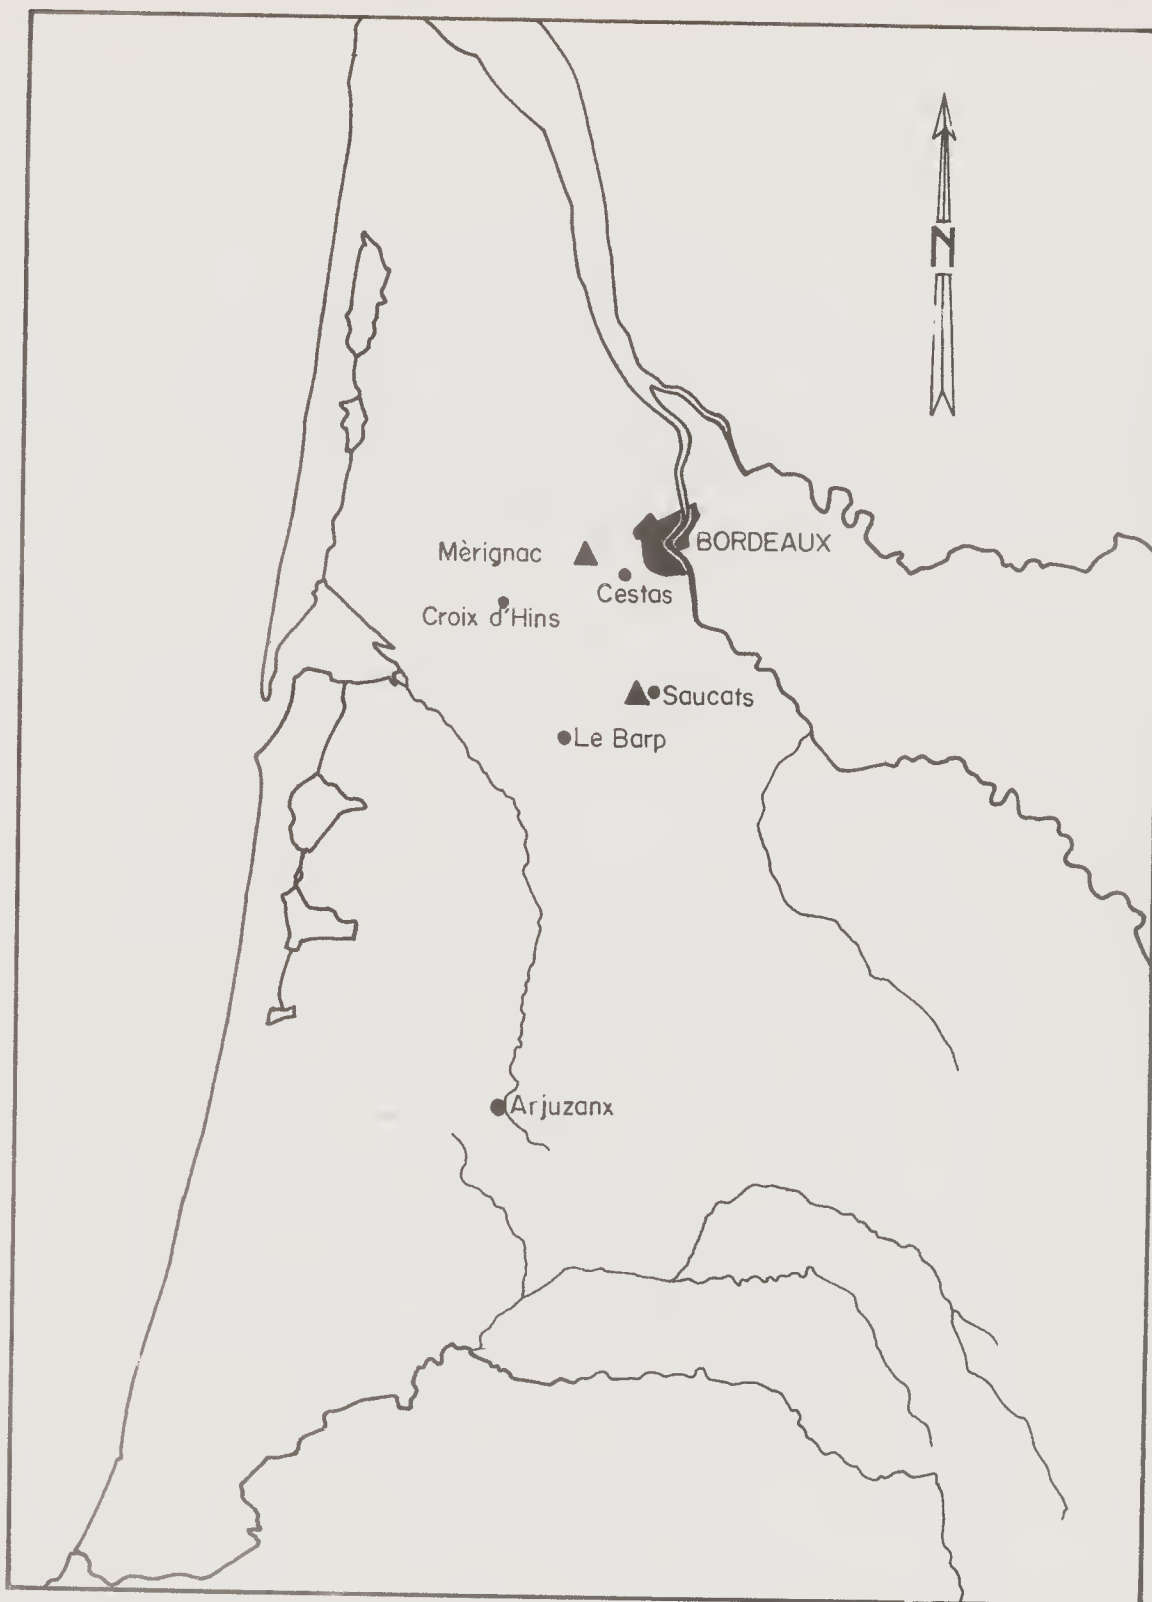 N
BORDEAUX
Mèrignac
Cestas
Croix d'Hins
Saucats
Le Barp
Arjuzanx